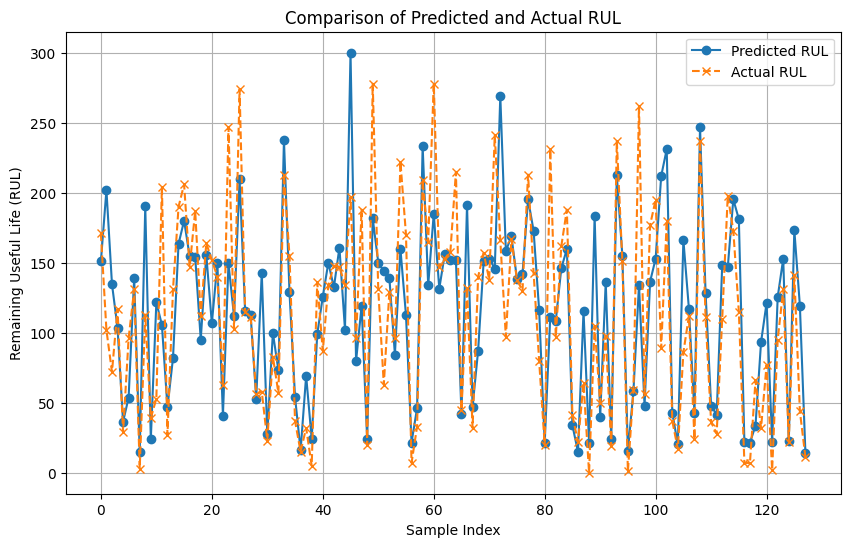 Comparison of Predicted and Actual RUL
Predicted RUL
Actual RUL
Remaining Useful Life (RUL)
300
250
200
150
100
50
0
0 20 40 60 80 100 120
Sample Index